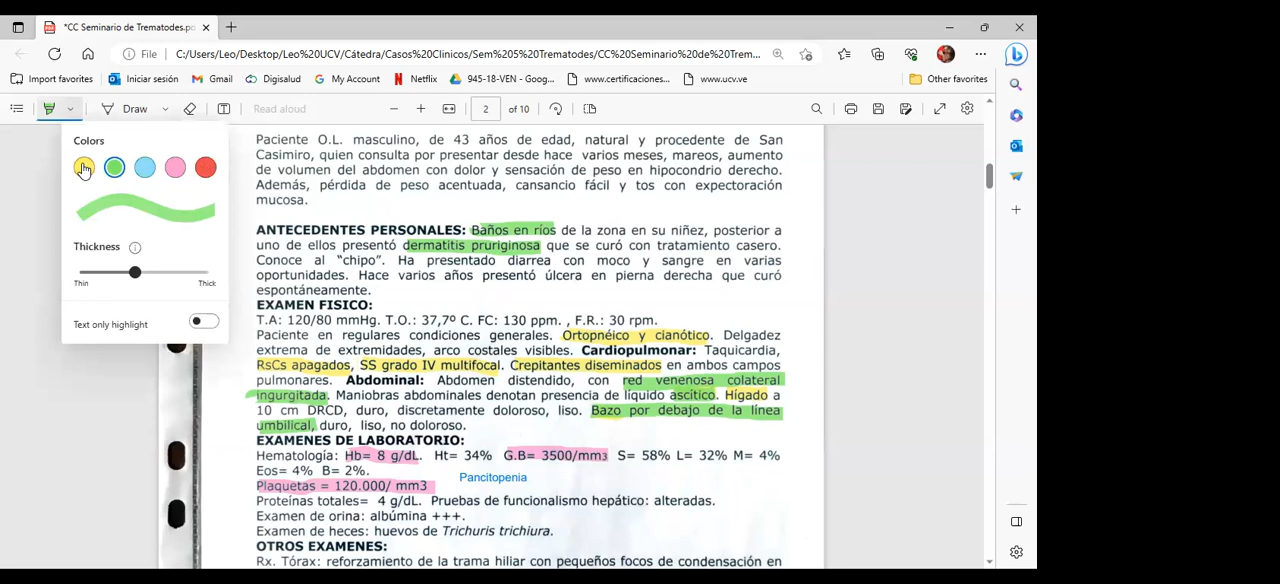 *CC Seminario de Trematodes.pd
File
C:/Users/Leo/Desktop/Leo%20UCV/Cátedra/Casos%20Clinicos/Sem%205%20Trematodes/CC%20Seminario%20de%20Trem...
Import favorites
Iniciar sesión
Gmail
Digisalud
My Account
Netflix
945-18-VEN - Goog...
www.certificaciones...
www.ucv.ve
Other favorites
Draw
Read aloud
2
of 10
Colors
Thickness
Thin
Thick
Text only highlight
Paciente O.L. masculino, de 43 años de edad, natural y procedente de San
Casimiro, quien consulta por presentar desde hace varios meses, mareos, aumento
de volumen del abdomen con dolor y sensación de peso en hipocondrio derecho.
Además, pérdida de peso acentuada, cansancio fácil y tos con expectoración
mucosa.
ANTECEDENTES PERSONALES: Baños en ríos de la zona en su niñez, posterior a
uno de ellos presentó dermatitis pruriginosa que se curó con tratamiento casero.
Conoce al "chipo". Ha presentado diarrea con moco y sangre en varias
oportunidades. Hace varios años presentó úlcera en pierna derecha que curó
espontáneamente.
EXAMEN FISICO:
T.A: 120/80 mmHg. T.O.: 37,7º C. FC: 130 ppm. , F.R.: 30 rpm.
Paciente en regulares condiciones generales. Ortopnéico y cianótico. Delgadez
extrema de extremidades, arco costales visibles. Cardiopulmonar: Taquicardia,
RsCs apagados, SS grado IV multifocal. Crepitantes diseminados en ambos campos
pulmonares. Abdominal: Abdomen distendido, con red venenosa colateral
ingurgitada. Maniobras abdominales denotan presencia de líquido ascítico. Hígado a
10 cm DRCD, duro, discretamente doloroso, liso. Bazo por debajo de la línea
umbilical, duro, liso, no doloroso.
EXAMENES DE LABORATORIO:
Hematología: Hb= 8 g/dL. Ht= 34% G.B= 3500/mm3 S= 58% L= 32% M= 4%
Eos= 4% B= 2%.
Pancitopenia
Plaquetas = 120.000/ mm3
Proteínas totales= 4 g/dL. Pruebas de funcionalismo hepático: alteradas.
Examen de orina: albúmina +++.
Examen de heces: huevos de Trichuris trichiura.
OTROS EXAMENES:
Rx. Tórax: reforzamiento de la trama hiliar con pequeños focos de condensación en